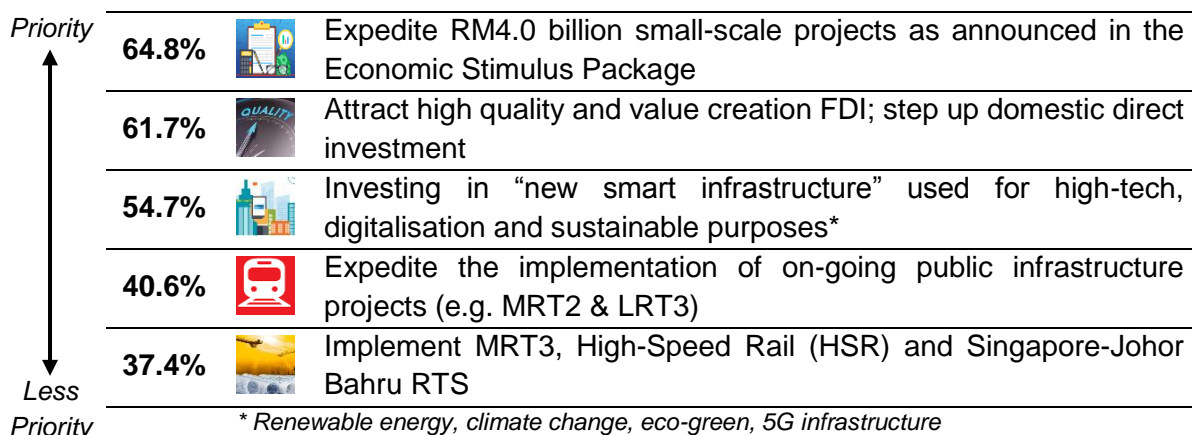 Priority
64.8%
Expedite RM4.0 billion small-scale projects as announced in the
Economic Stimulus Package
61.7%
QUALITY
Attract high quality and value creation FDI; step up domestic direct
investment
54.7%
Investing in “new smart infrastructure” used for high-tech,
digitalisation and sustainable purposes*
40.6%
Expedite the implementation of on-going public infrastructure
projects (e.g. MRT2 & LRT3)
37.4%
Implement MRT3, High-Speed Rail (HSR) and Singapore-Johor
Bahru RTS
Less
Priority
* Renewable energy, climate change, eco-green, 5G infrastructure